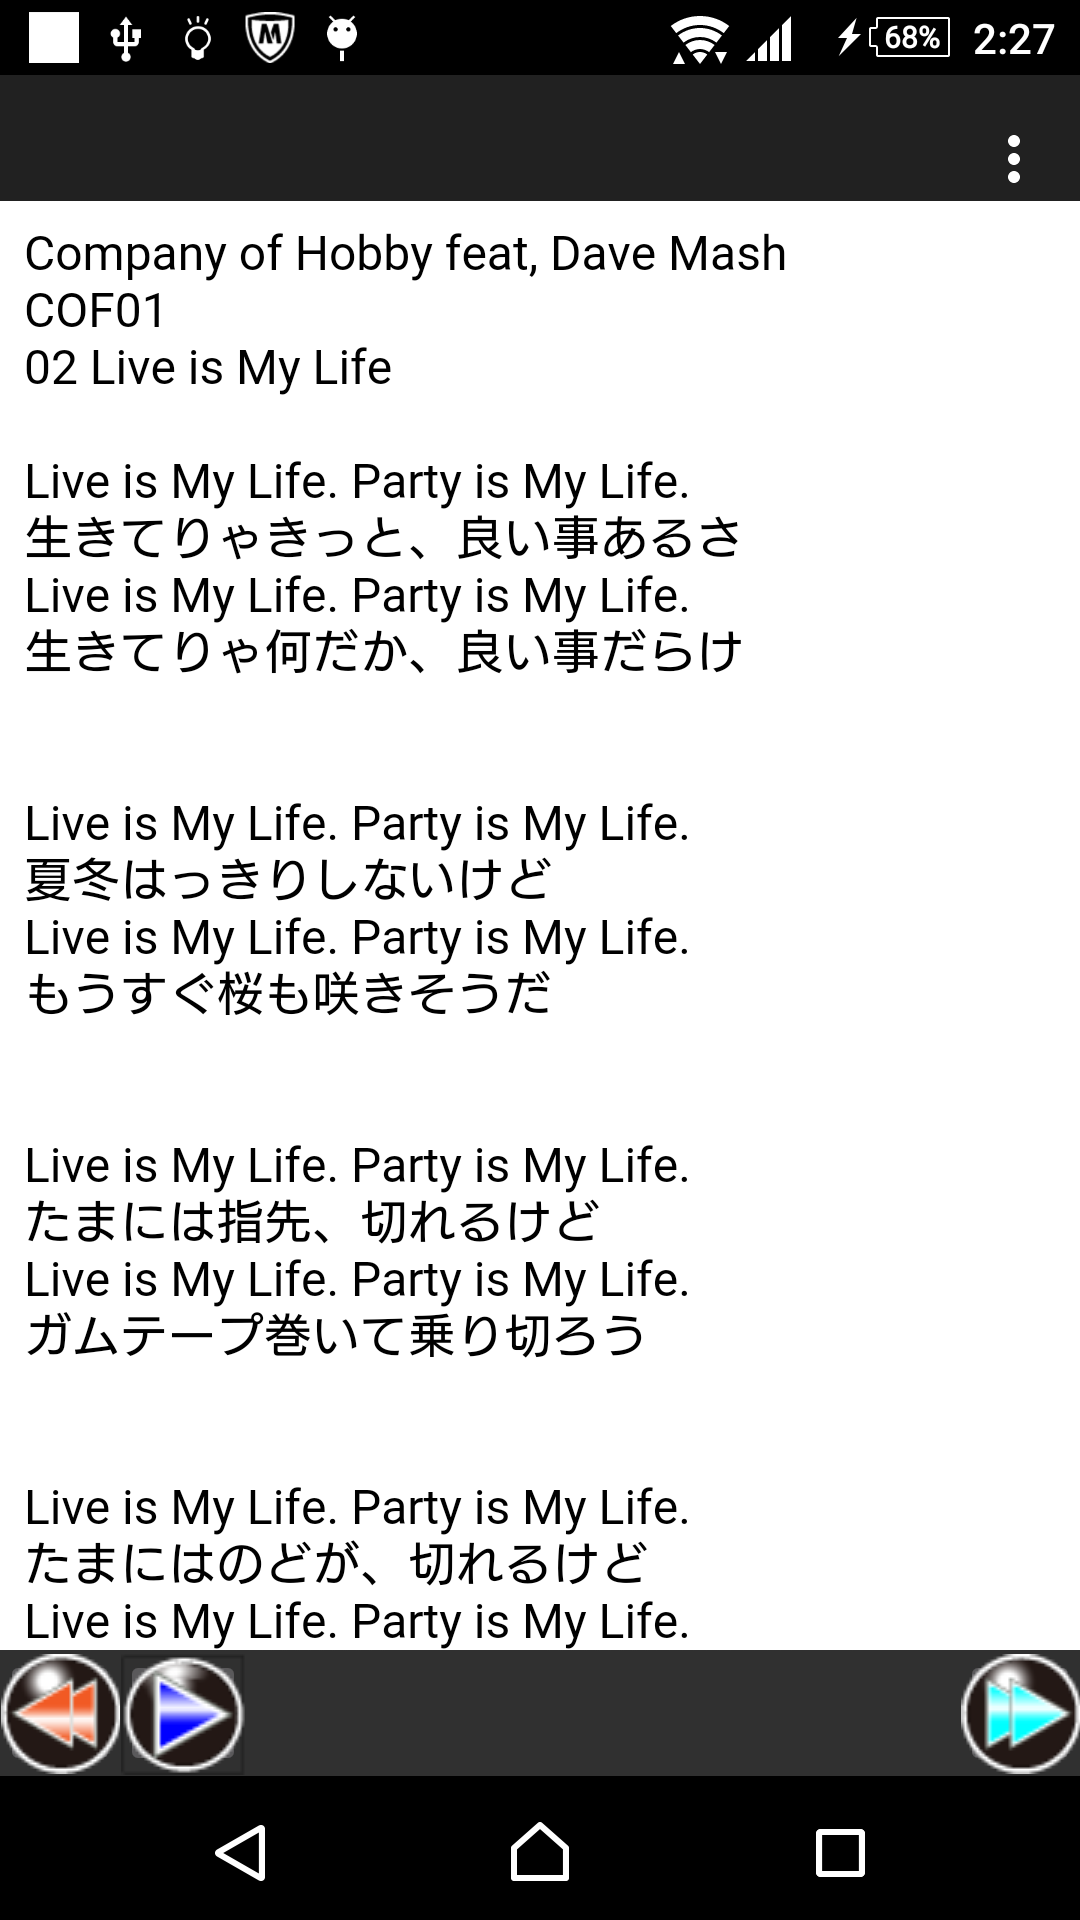 68% 2:27
Company of Hobby feat, Dave Mash
COF01
02 Live is My Life
Live is My Life. Party is My Life.
生きてりゃきっと、良い事あるさ
Live is My Life. Party is My Life.
生きてりゃ何だか、良い事だらけ
Live is My Life. Party is My Life.
夏冬はっきりしないけど
Live is My Life. Party is My Life.
もうすぐ桜も咲きそうだ
Live is My Life. Party is My Life.
たまには指先、切れるけど
Live is My Life. Party is My Life.
ガムテープ巻いて乗り切ろう
Live is My Life. Party is My Life.
たまにはのどが、切れるけど
Live is My Life. Party is My Life.